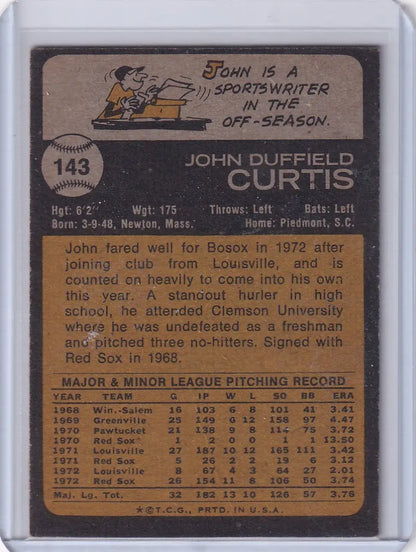 JOHN IS A
SPORTSWRITER
IN THE
OFF-SEASON.
143
JOHN DUFFIELD
CURTIS
Hgt: 6'2" Wgt: 175 Throws: Left Bats: Left
Born: 3-9-48, Newton, Mass. Home: Piedmont, S.C.
John fared well for Bosox in 1972 after
joining club from Louisville, and is
counted on heavily to come into his own
this year. A standout hurler in high
school, he attended Clemson University
where he was undefeated as a freshman
and pitched three no-hitters. Signed with
Red Sox in 1968.
MAJOR & MINOR LEAGUE PITCHING RECORD
YEAR TEAM G IP W L SO BB ERA
1968 Win.-Salem 16 103 6 8 101 41 3.41
1969 Greenville 25 149 6 12 158 97 4.47
1970 Pawtucket 21 138 9 8 114 75 3.72
1970 Red Sox 1 2 0 0 1 1 13.50
1971 Louisville 27 187 10 12 165 111 3.42
1971 Red Sox 5 26 2 2 19 6 3.12
1972 Louisville 8 67 4 3 64 27 2.01
1972 Red Sox 26 154 11 8 106 50 3.74
Maj. Lg. Tot. 32 182 13 10 126 57 3.76
★©T.C.G., PRTD. IN U.S.A.